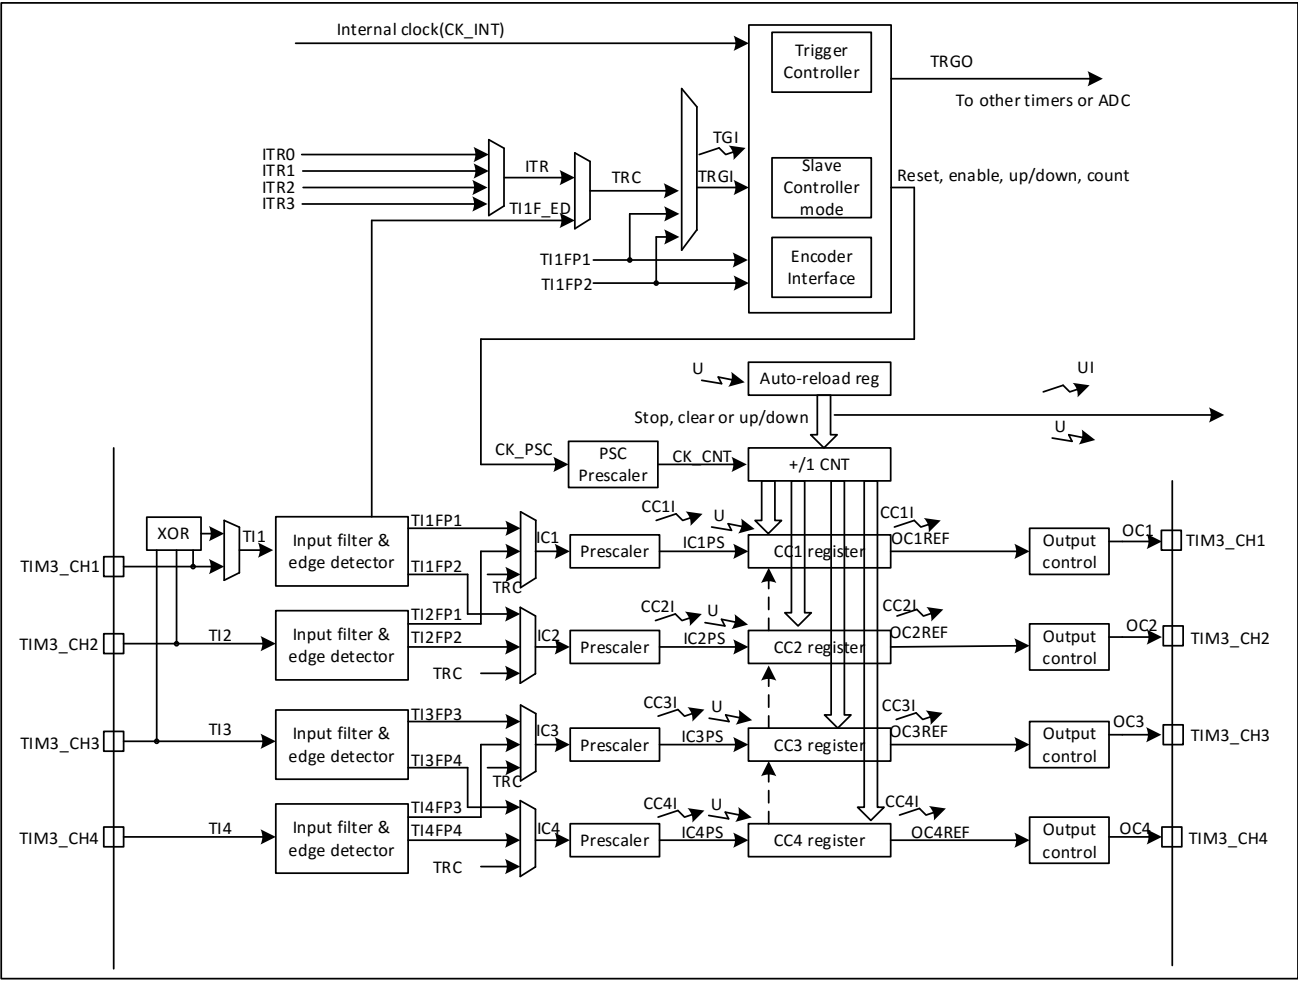 Internal clock(CK_INT)
Trigger
Controller
TRGO
To other timers or ADC
TGI
ITR0
ITR1
ITR2
ITR3
ITR
TRC
TRGI
TI1F_ED
Slave
Controller
mode
Reset, enable, up/down, count
TI1FP1
TI1FP2
Encoder
Interface
U
Auto-reload reg
UI
Stop, clear or up/down
U
CK_PSC
PSC
Prescaler
CK_CNT
+/1 CNT
XOR
TI1
TIM3_CH1
Input filter &
edge detector
TI1FP1
TI1FP2
TRC
IC1
Prescaler
CC1I
U
IC1PS
CC1 register
CC1I
OC1REF
Output
control
OC1
TIM3_CH1
TIM3_CH2
TI2
Input filter &
edge detector
TI2FP1
TI2FP2
TRC
IC2
Prescaler
CC2I
U
IC2PS
CC2 register
CC2I
OC2REF
Output
control
OC2
TIM3_CH2
TIM3_CH3
TI3
Input filter &
edge detector
TI3FP3
TI3FP4
TRC
IC3
Prescaler
CC3I
U
IC3PS
CC3 register
CC3I
OC3REF
Output
control
OC3
TIM3_CH3
TIM3_CH4
TI4
Input filter &
edge detector
TI4FP3
TI4FP4
TRC
IC4
Prescaler
CC4I
U
IC4PS
CC4 register
CC4I
OC4REF
Output
control
OC4
TIM3_CH4